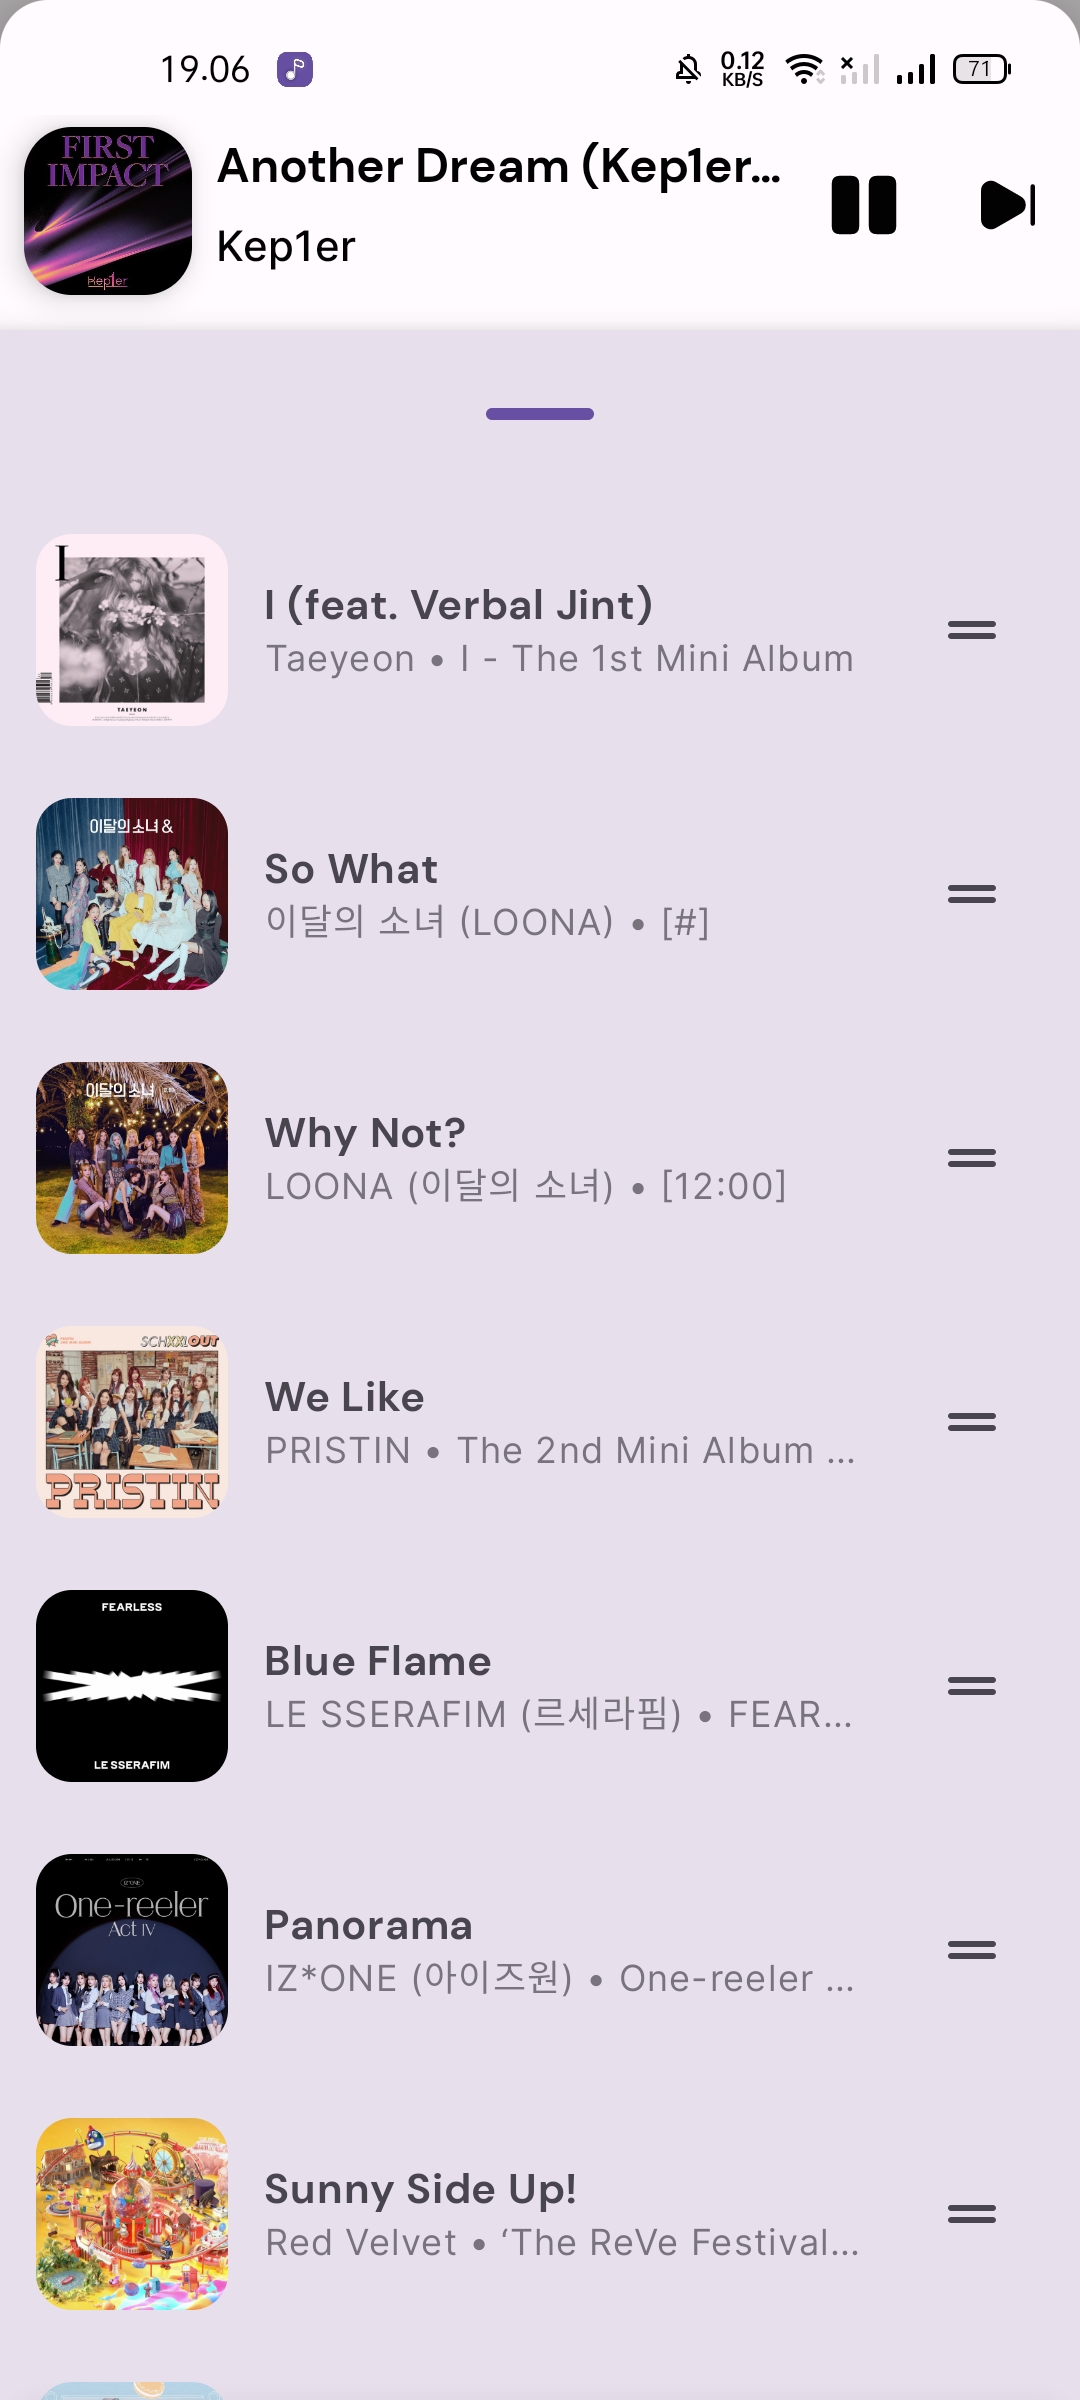 19.06
0.12
KB/S
71
FIRST
IMPACT
Kep1er
Another Dream (Kep1er...
Kep1er
I
TAEYEON
I (feat. Verbal Jint)
Taeyeon • I - The 1st Mini Album
이달의 소녀 &
So What
이달의 소녀 (LOONA) • [#]
이달의 소녀
Why Not?
LOONA (이달의 소녀) • [12:00]
SCHXXLOUT
PRISTIN
We Like
PRISTIN • The 2nd Mini Album ...
FEARLESS
LE SSERAFIM
Blue Flame
LE SSERAFIM (르세라핌) • FEAR...
IZ*ONE
One-reeler
Act IV
Panorama
IZ*ONE (아이즈원) • One-reeler ...
Sunny Side Up!
Red Velvet • ‘The ReVe Festival...